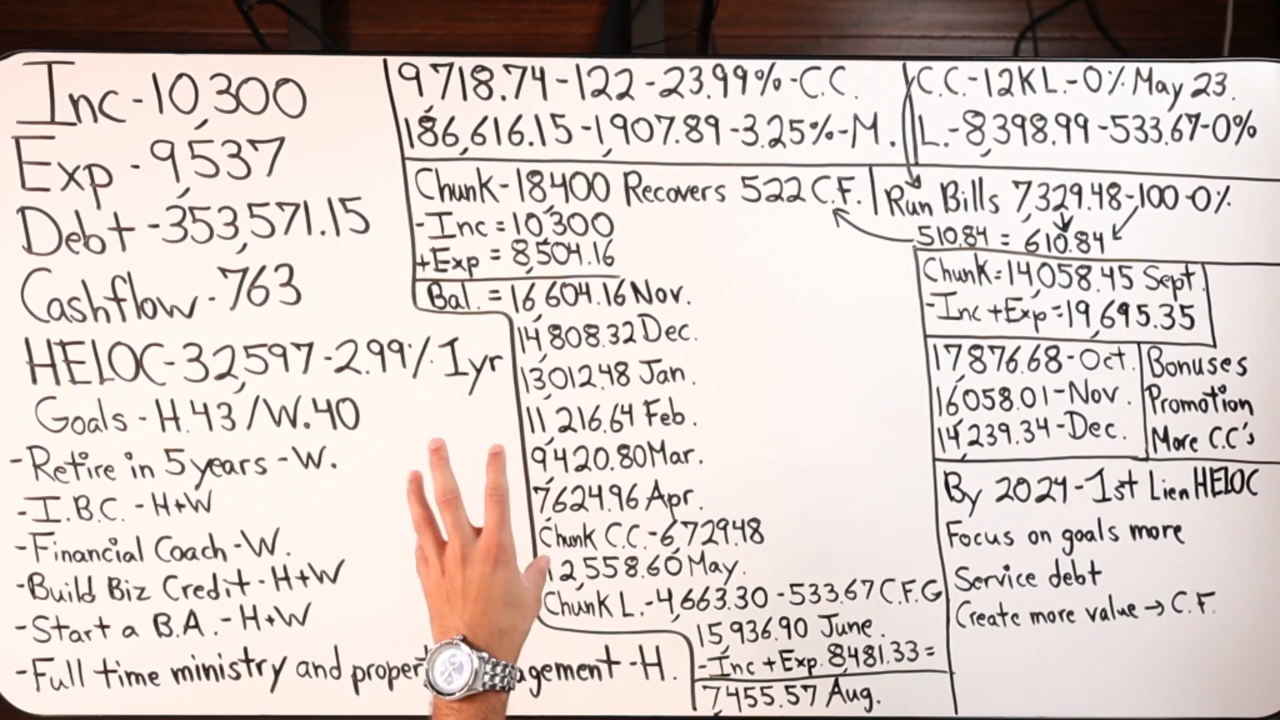 Inc-10,300
Exp-9,537
Debt-353,571.15
Cashflow-763
HELOC-32,597-2.99% 1yr
Goals-H.43/W.40
-Retire in 5 years-W.
-I.B.C.-H+W
-Financial Coach-W.
-Build Biz Credit-H+W
-Start a B.A.-H+W
-Full time ministry and proper agement-H.
9,718.74-122-23.99%-C.C.
186,616.15-1,907.89-3.25%-M.
Chunk-18,400 Recovers 522 C.F.
-Inc=10,300
+Exp=8,504.16
Bal.=16,604.16 Nov.
14,808.32 Dec.
13,012.48 Jan.
11,216.64 Feb.
9,420.80 Mar.
7,624.96 Apr.
Chunk C.C.-6,729.48
12,558.60 May.
Chunk L.-4,663.30-533.67 C.F.G
15,936.90 June.
-Inc+Exp. 8,481.33=
7,455.57 Aug.
C.C.-12K L.-0% May 23.
L.-8,398.99-533.67-0%
Run Bills 7,329.48-100-0%
510.84 = 610.84
Chunk=14,058.45 Sept.
-Inc+Exp=19,695.35
17,876.68-Oct.
16,058.01-Nov.
14,239.34-Dec.
Bonuses
Promotion
More C.C's
By 2024-1st Lien HELOC
Focus on goals more
Service debt
Create more value→C.F.